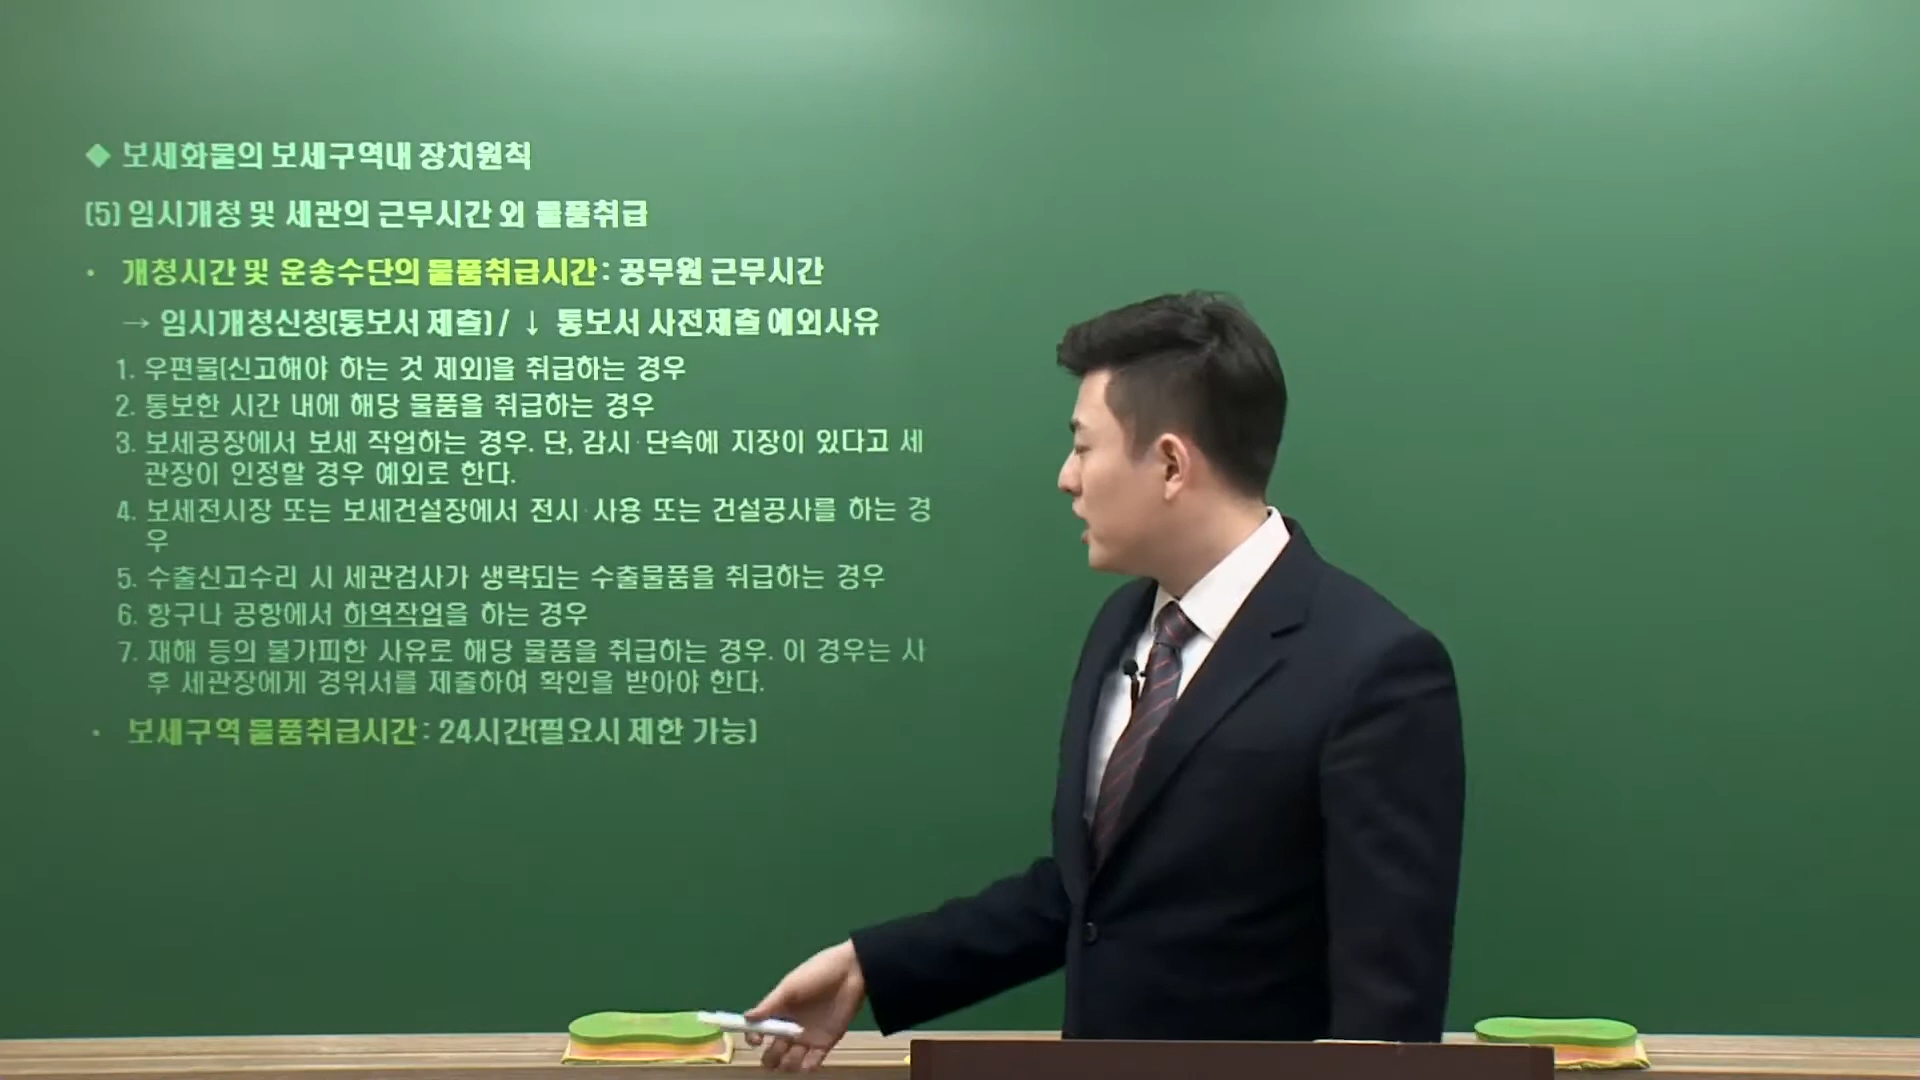 ◆ 보세화물의 보세구역내 장치원칙
(5) 임시개청 및 세관의 근무시간 외 물품취급
• 개청시간 및 운송수단의 물품취급시간 : 공무원 근무시간
→ 임시개청신청(통보서 제출) / ↓ 통보서 사전제출 예외사유
1. 우편물(신고해야 하는 것 제외)을 취급하는 경우
2. 통보한 시간 내에 해당 물품을 취급하는 경우
3. 보세공장에서 보세 작업하는 경우. 단, 감시·단속에 지장이 있다고 세
관장이 인정할 경우 예외로 한다.
4. 보세전시장 또는 보세건설장에서 전시·사용 또는 건설공사를 하는 경
우
5. 수출신고수리 시 세관검사가 생략되는 수출물품을 취급하는 경우
6. 항구나 공항에서 하역작업을 하는 경우
7. 재해 등의 불가피한 사유로 해당 물품을 취급하는 경우. 이 경우는 사
후 세관장에게 경위서를 제출하여 확인을 받아야 한다.
• 보세구역 물품취급시간 : 24시간(필요시 제한 가능)